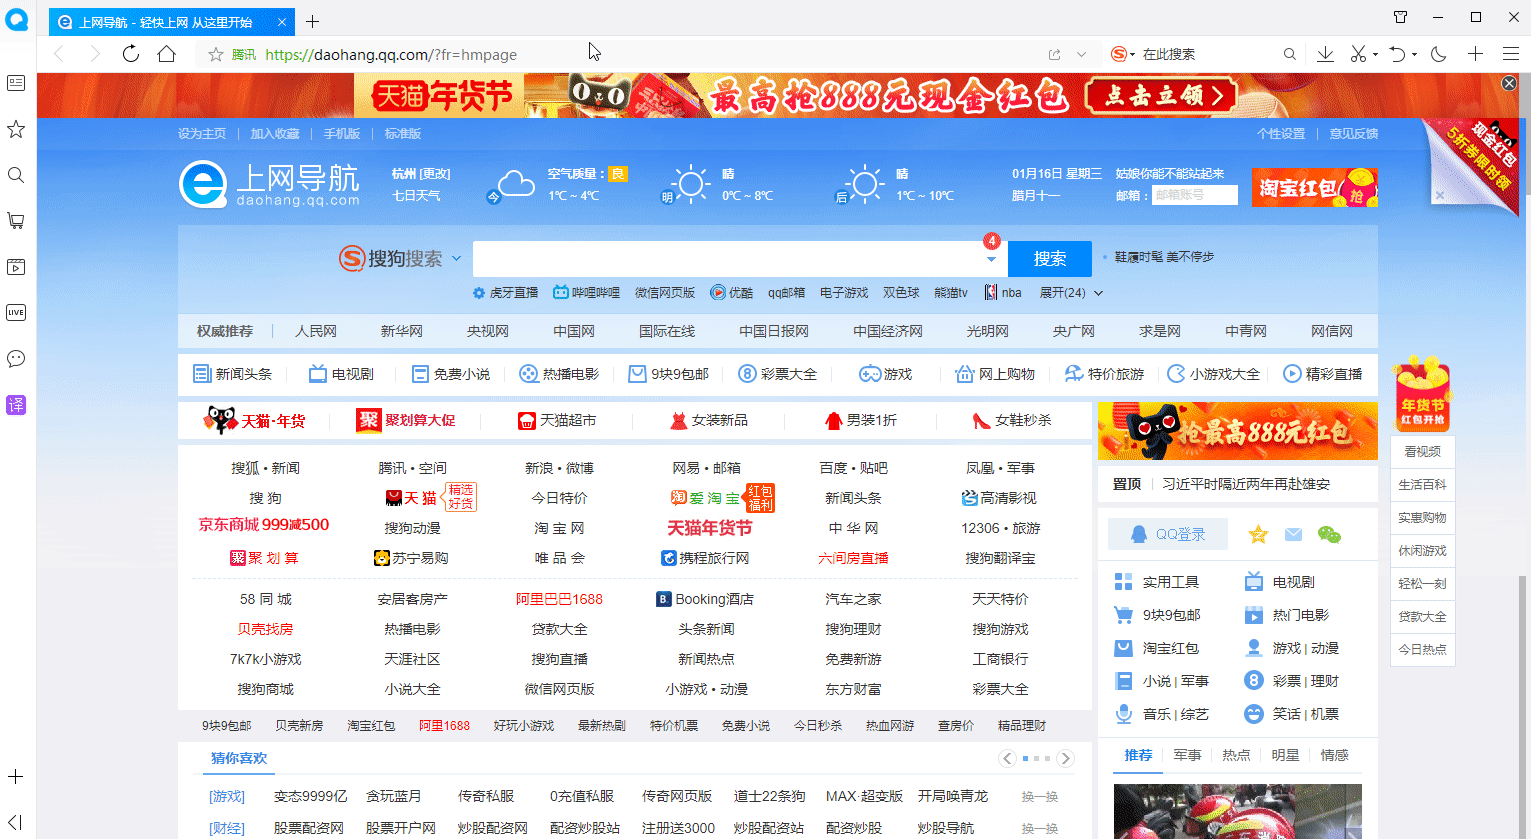 上网导航 - 轻快上网 从这里开始
腾讯 https://daohang.qq.com/?fr=hmpage
在此搜索
天猫年货节 最高抢888元现金红包 点击立领
设为主页 加入收藏 手机版 标准版 个性设置 意见反馈
现金红包
5折券限时领
上网导航
daohang.qq.com
杭州 [更改]
七日天气
今
空气质量：良
1℃ ~ 4℃
明
晴
0℃ ~ 8℃
后
晴
1℃ ~ 10℃
01月16日 星期三
腊月十一
姑娘你能不能站起来
邮箱：邮箱账号
淘宝红包 抢
搜狗搜索
4
搜索
鞋履时髦 美不停步
虎牙直播 哔哩哔哩 微信网页版 优酷 qq邮箱 电子游戏 双色球 熊猫tv nba 展开(24)
权威推荐 人民网 新华网 央视网 中国网 国际在线 中国日报网 中国经济网 光明网 央广网 求是网 中青网 网信网
新闻头条 电视剧 免费小说 热播电影 9块9包邮 彩票大全 游戏 网上购物 特价旅游 小游戏大全 精彩直播
天猫·年货 聚 聚划算大促 天猫超市 女装新品 男装1折 女鞋秒杀
搜狐 • 新闻 腾讯 • 空间 新浪 • 微博 网易 • 邮箱 百度 • 贴吧 凤凰 • 军事
搜 狗 天 猫 精选好货 今日特价 淘 爱 淘 宝 红包福利 新闻头条 高清影视
京东商城 999减500 搜狗动漫 淘 宝 网 天猫年货节 中 华 网 12306 • 旅游
聚 聚 划 算 苏宁易购 唯 品 会 携程旅行网 六间房直播 搜狗翻译宝
58 同 城 安居客房产 阿里巴巴1688 B. Booking酒店 汽车之家 天天特价
贝壳找房 热播电影 贷款大全 头条新闻 搜狗理财 搜狗游戏
7k7k小游戏 天涯社区 搜狗直播 新闻热点 免费新游 工商银行
搜狗商城 小说大全 微信网页版 小游戏 • 动漫 东方财富 彩票大全
9块9包邮 贝壳新房 淘宝红包 阿里1688 好玩小游戏 最新热剧 特价机票 免费小说 今日秒杀 热血网游 查房价 精品理财
猜你喜欢
[游戏] 变态9999亿 贪玩蓝月 传奇私服 0充值私服 传奇网页版 道士22条狗 MAX·超变版 开局唤青龙 换一换
[财经] 股票配资网 股票开户网 炒股配资网 配资炒股站 注册送3000 炒股配资站 配资炒股 炒股导航 换一换
抢最高888元红包
置顶 习近平时隔近两年再赴雄安
QQ登录
实用工具 电视剧
9块9包邮 热门电影
淘宝红包 游戏 | 动漫
小说 | 军事 彩票 | 理财
音乐 | 综艺 笑话 | 机票
推荐 军事 热点 明星 情感
年货节
红包开抢
看视频
生活百科
实惠购物
休闲游戏
轻松一刻
贷款大全
今日热点
LIVE
译